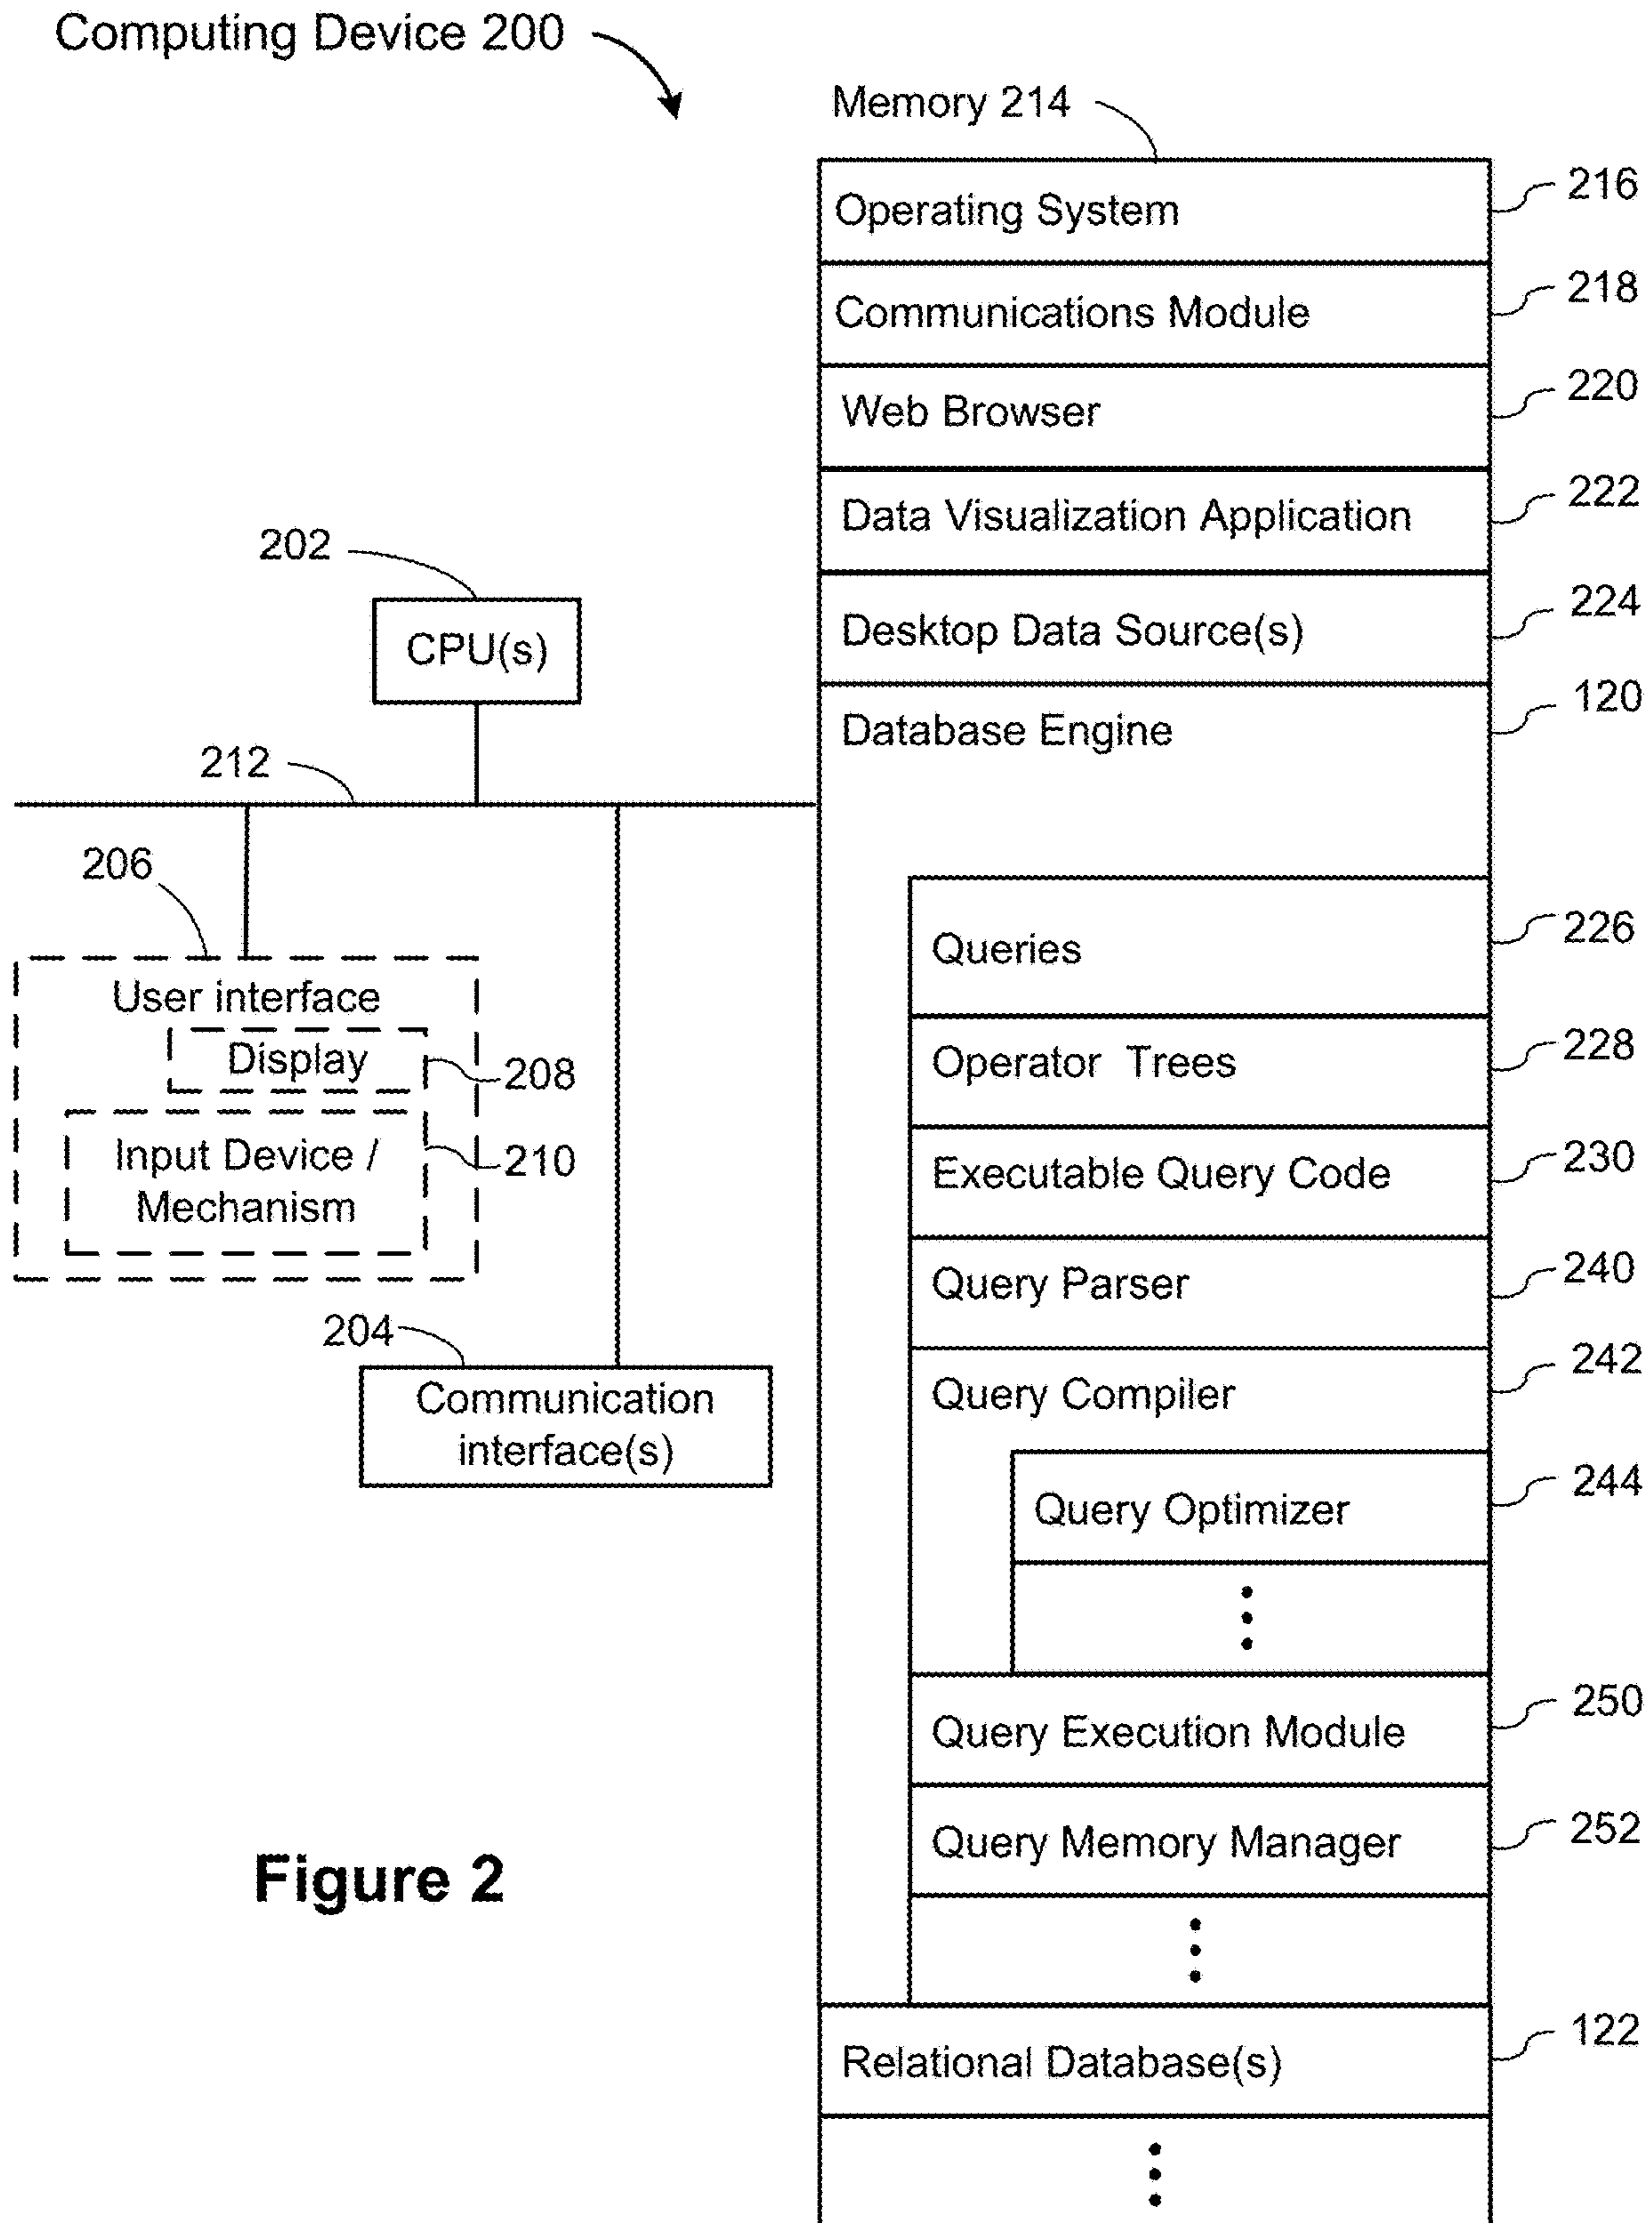 Computing Device 200
Memory 214
Operating System
216
Communications Module
218
Web Browser
220
Data Visualization Application
222
Desktop Data Source(s)
224
Database Engine
120
Queries
226
Operator Trees
228
Executable Query Code
230
Query Parser
240
Query Compiler
242
Query Optimizer
244
Query Execution Module
250
Query Memory Manager
252
Relational Database(s)
122
202
CPU(s)
212
206
User interface
Display
208
Input Device /
Mechanism
210
204
Communication
interface(s)
Figure 2